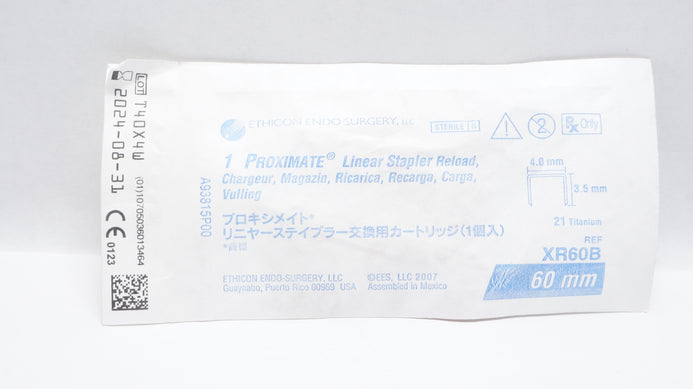 LOT T40X4W
2024-08-31
(01)10705036013464
CE 0123
ETHICON ENDO-SURGERY, LLC
STERILE R
Rx Only
1 PROXIMATE® Linear Stapler Reload,
Chargeur, Magazin, Ricarica, Recarga, Carga,
Vulling
A93815P00
プロキシメイト*
リニヤーステイプラー交換用カートリッジ(1個入)
*商標
4.0 mm
3.5 mm
21 Titanium
REF
XR60B
60 mm
ETHICON ENDO-SURGERY, LLC
Guaynabo, Puerto Rico 00969 USA
©EES, LLC 2007
Assembled in Mexico